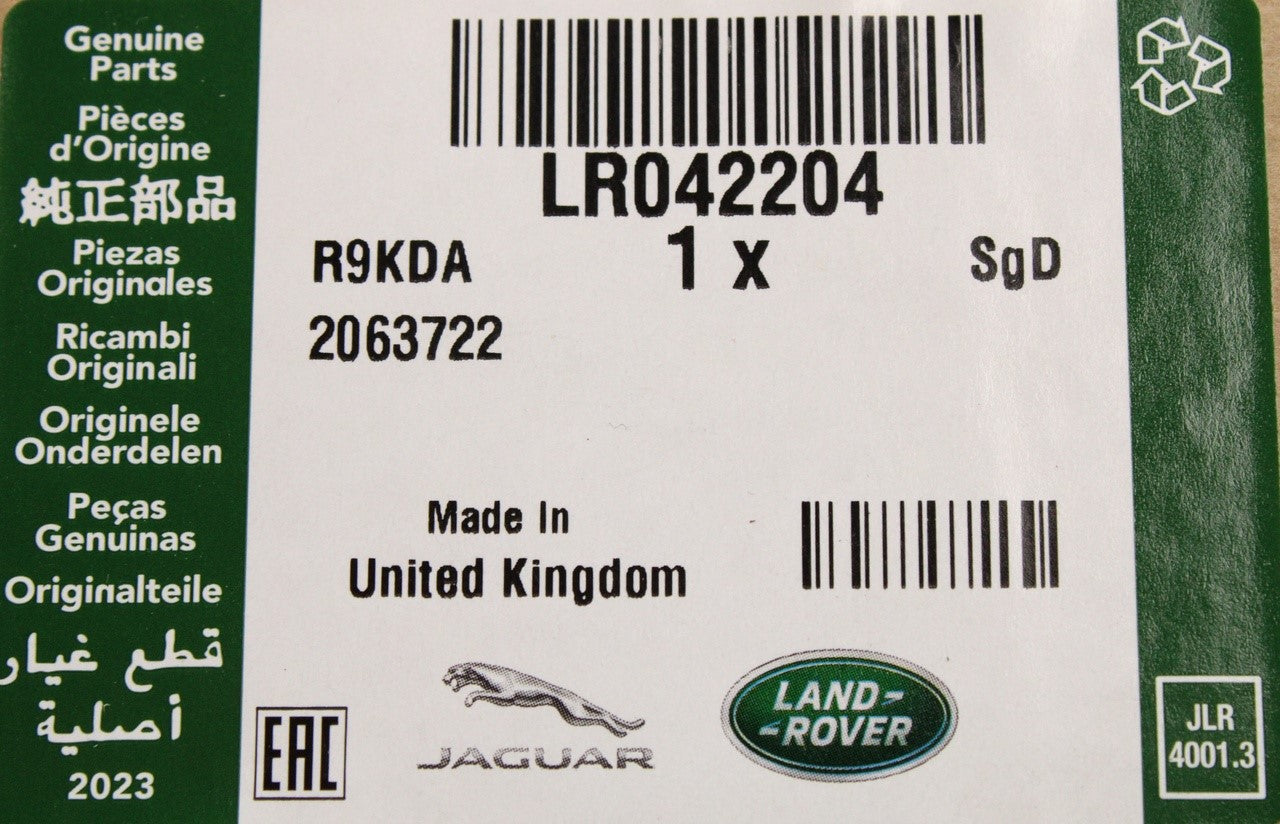 Genuine
Parts
Pièces
d'Origine
純正部品
Piezas
Originales
Ricambi
Originali
Originele
Onderdelen
Peças
Genuinas
Originalteile
قطع غيار
أصلية
2023
LR042204
R9KDA
1 x
SgD
2063722
Made In
United Kingdom
EAC
JAGUAR
LAND-
-ROVER
JLR
4001.3